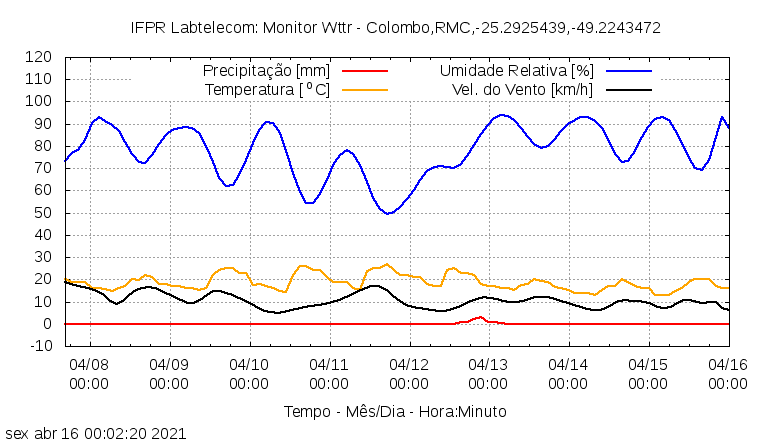 IFPR Labtelecom: Monitor Wttr - Colombo,RMC,-25.2925439,-49.2243472
120
110
100
90
80
70
60
50
40
30
20
10
0
-10
Precipitação [mm]
Temperatura [⁰C]
Umidade Relativa [%]
Vel. do Vento [km/h]
04/08 04/09 04/10 04/11 04/12 04/13 04/14 04/15 04/16
00:00 00:00 00:00 00:00 00:00 00:00 00:00 00:00 00:00
Tempo - Mês/Dia - Hora:Minuto
sex abr 16 00:02:20 2021